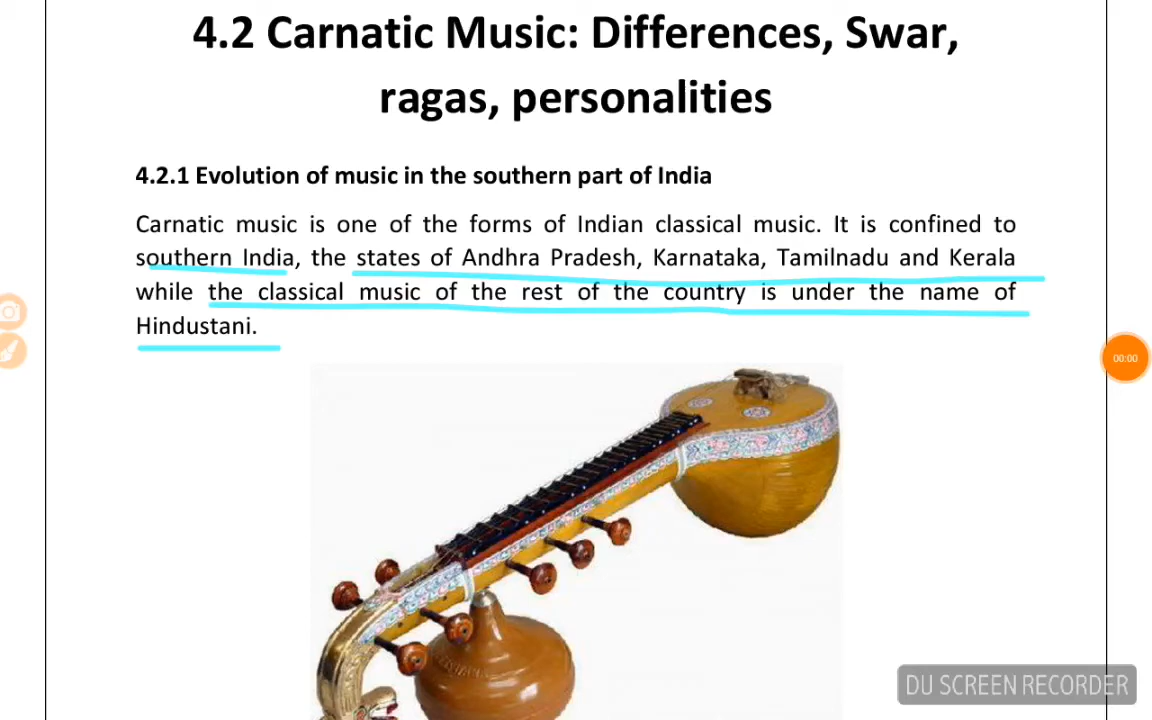 4.2 Carnatic Music: Differences, Swar,
ragas, personalities
4.2.1 Evolution of music in the southern part of India
Carnatic music is one of the forms of Indian classical music. It is confined to
southern India, the states of Andhra Pradesh, Karnataka, Tamilnadu and Kerala
while the classical music of the rest of the country is under the name of
Hindustani.
00:00
DU SCREEN RECORDER